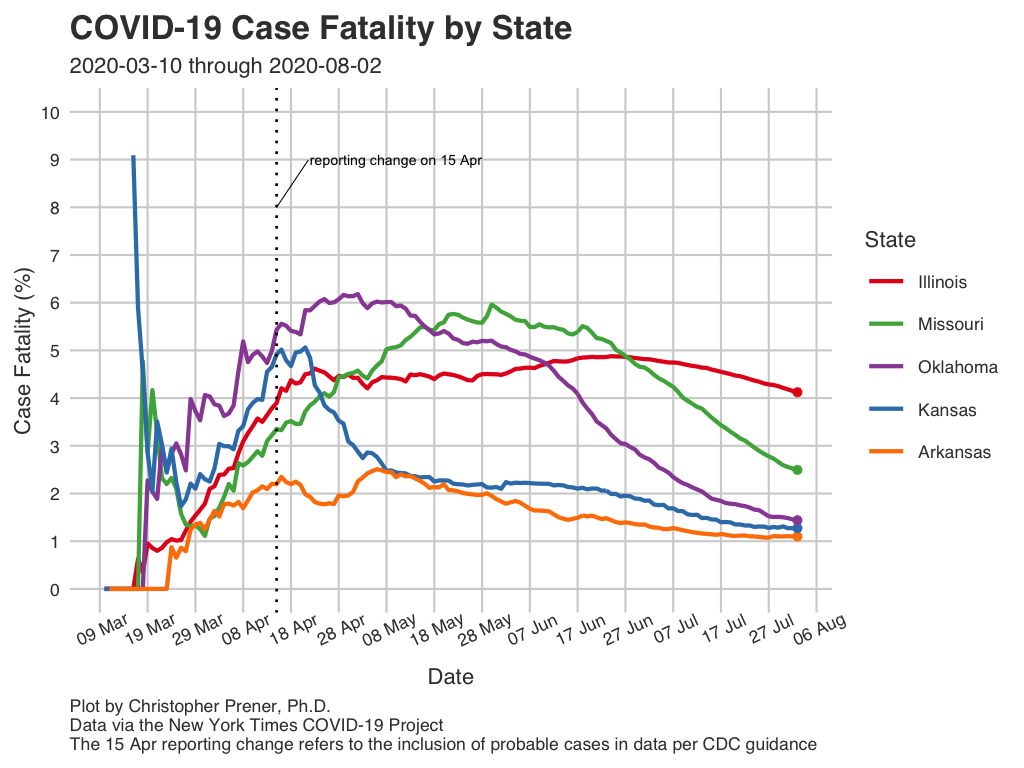 COVID-19 Case Fatality by State
2020-03-10 through 2020-08-02
Case Fatality (%)
10
9
8
7
6
5
4
3
2
1
0
reporting change on 15 Apr
09 Mar
19 Mar
29 Mar
08 Apr
18 Apr
28 Apr
08 May
18 May
28 May
07 Jun
17 Jun
27 Jun
07 Jul
17 Jul
27 Jul
06 Aug
Date
State
Illinois
Missouri
Oklahoma
Kansas
Arkansas
Plot by Christopher Prener, Ph.D.
Data via the New York Times COVID-19 Project
The 15 Apr reporting change refers to the inclusion of probable cases in data per CDC guidance